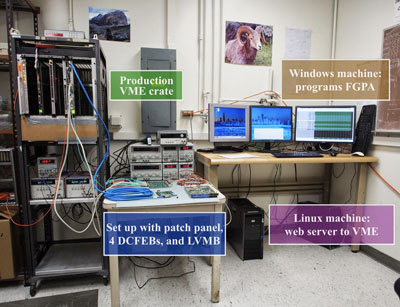 Production
VME crate
Windows machine:
programs FGPA
Set up with patch panel,
4 DCFEBs, and LVMB
Linux machine:
web server to VME